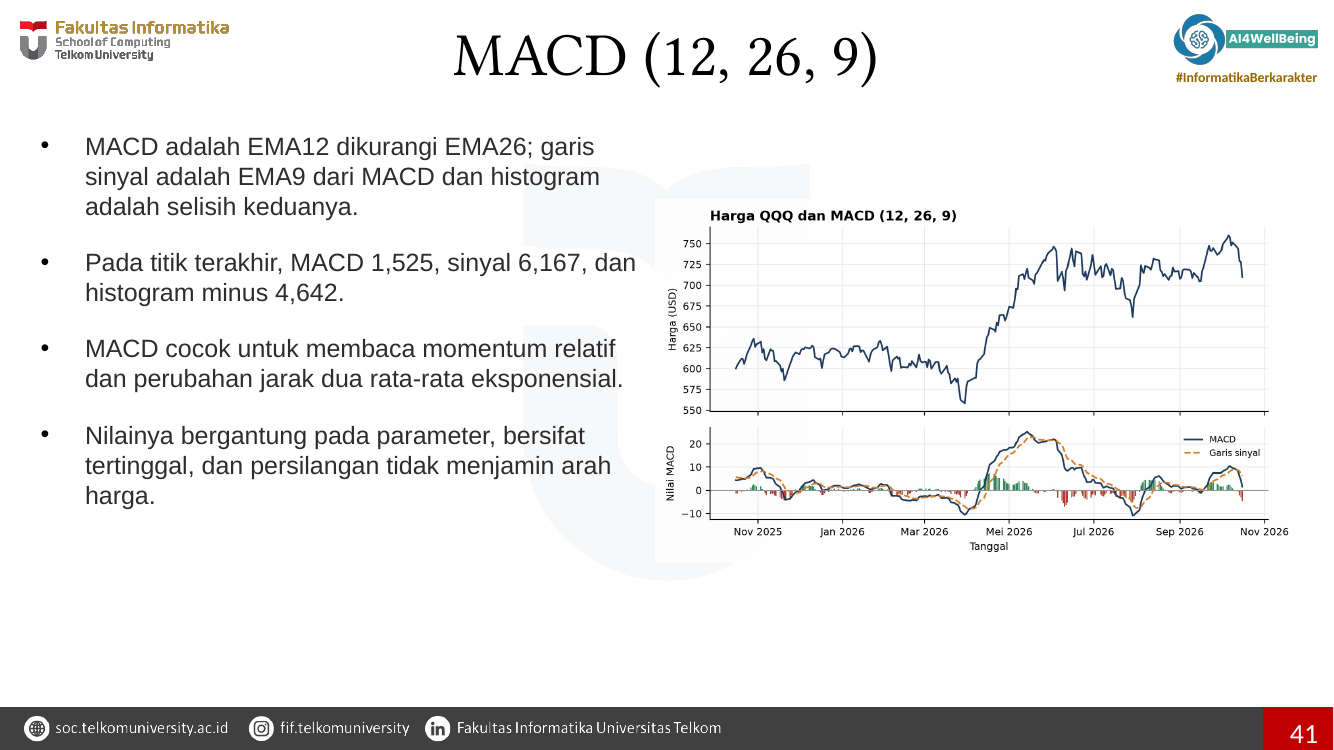 Fakultas Informatika
School of Computing
Telkom University
MACD (12, 26, 9)
AI4WellBeing
#InformatikaBerkarakter
• MACD adalah EMA12 dikurangi EMA26; garis
sinyal adalah EMA9 dari MACD dan histogram
adalah selisih keduanya.
• Pada titik terakhir, MACD 1,525, sinyal 6,167, dan
histogram minus 4,642.
• MACD cocok untuk membaca momentum relatif
dan perubahan jarak dua rata-rata eksponensial.
• Nilainya bergantung pada parameter, bersifat
tertinggal, dan persilangan tidak menjamin arah
harga.
Harga QQQ dan MACD (12, 26, 9)
Harga (USD)
750
725
700
675
650
625
600
575
550
Nilai MACD
20
10
0
−10
MACD
Garis sinyal
Nov 2025 Jan 2026 Mar 2026 Mei 2026 Jul 2026 Sep 2026 Nov 2026
Tanggal
soc.telkomuniversity.ac.id fif.telkomuniversity Fakultas Informatika Universitas Telkom
41